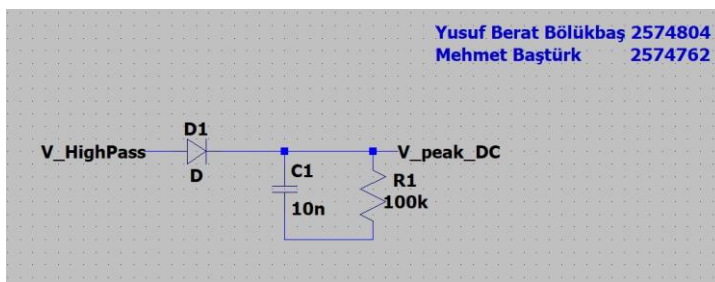 Yusuf Berat Bölükbaş 2574804
Mehmet Baştürk 2574762
D1
V_HighPass
V_peak_DC
D
C1
R1
10n
100k